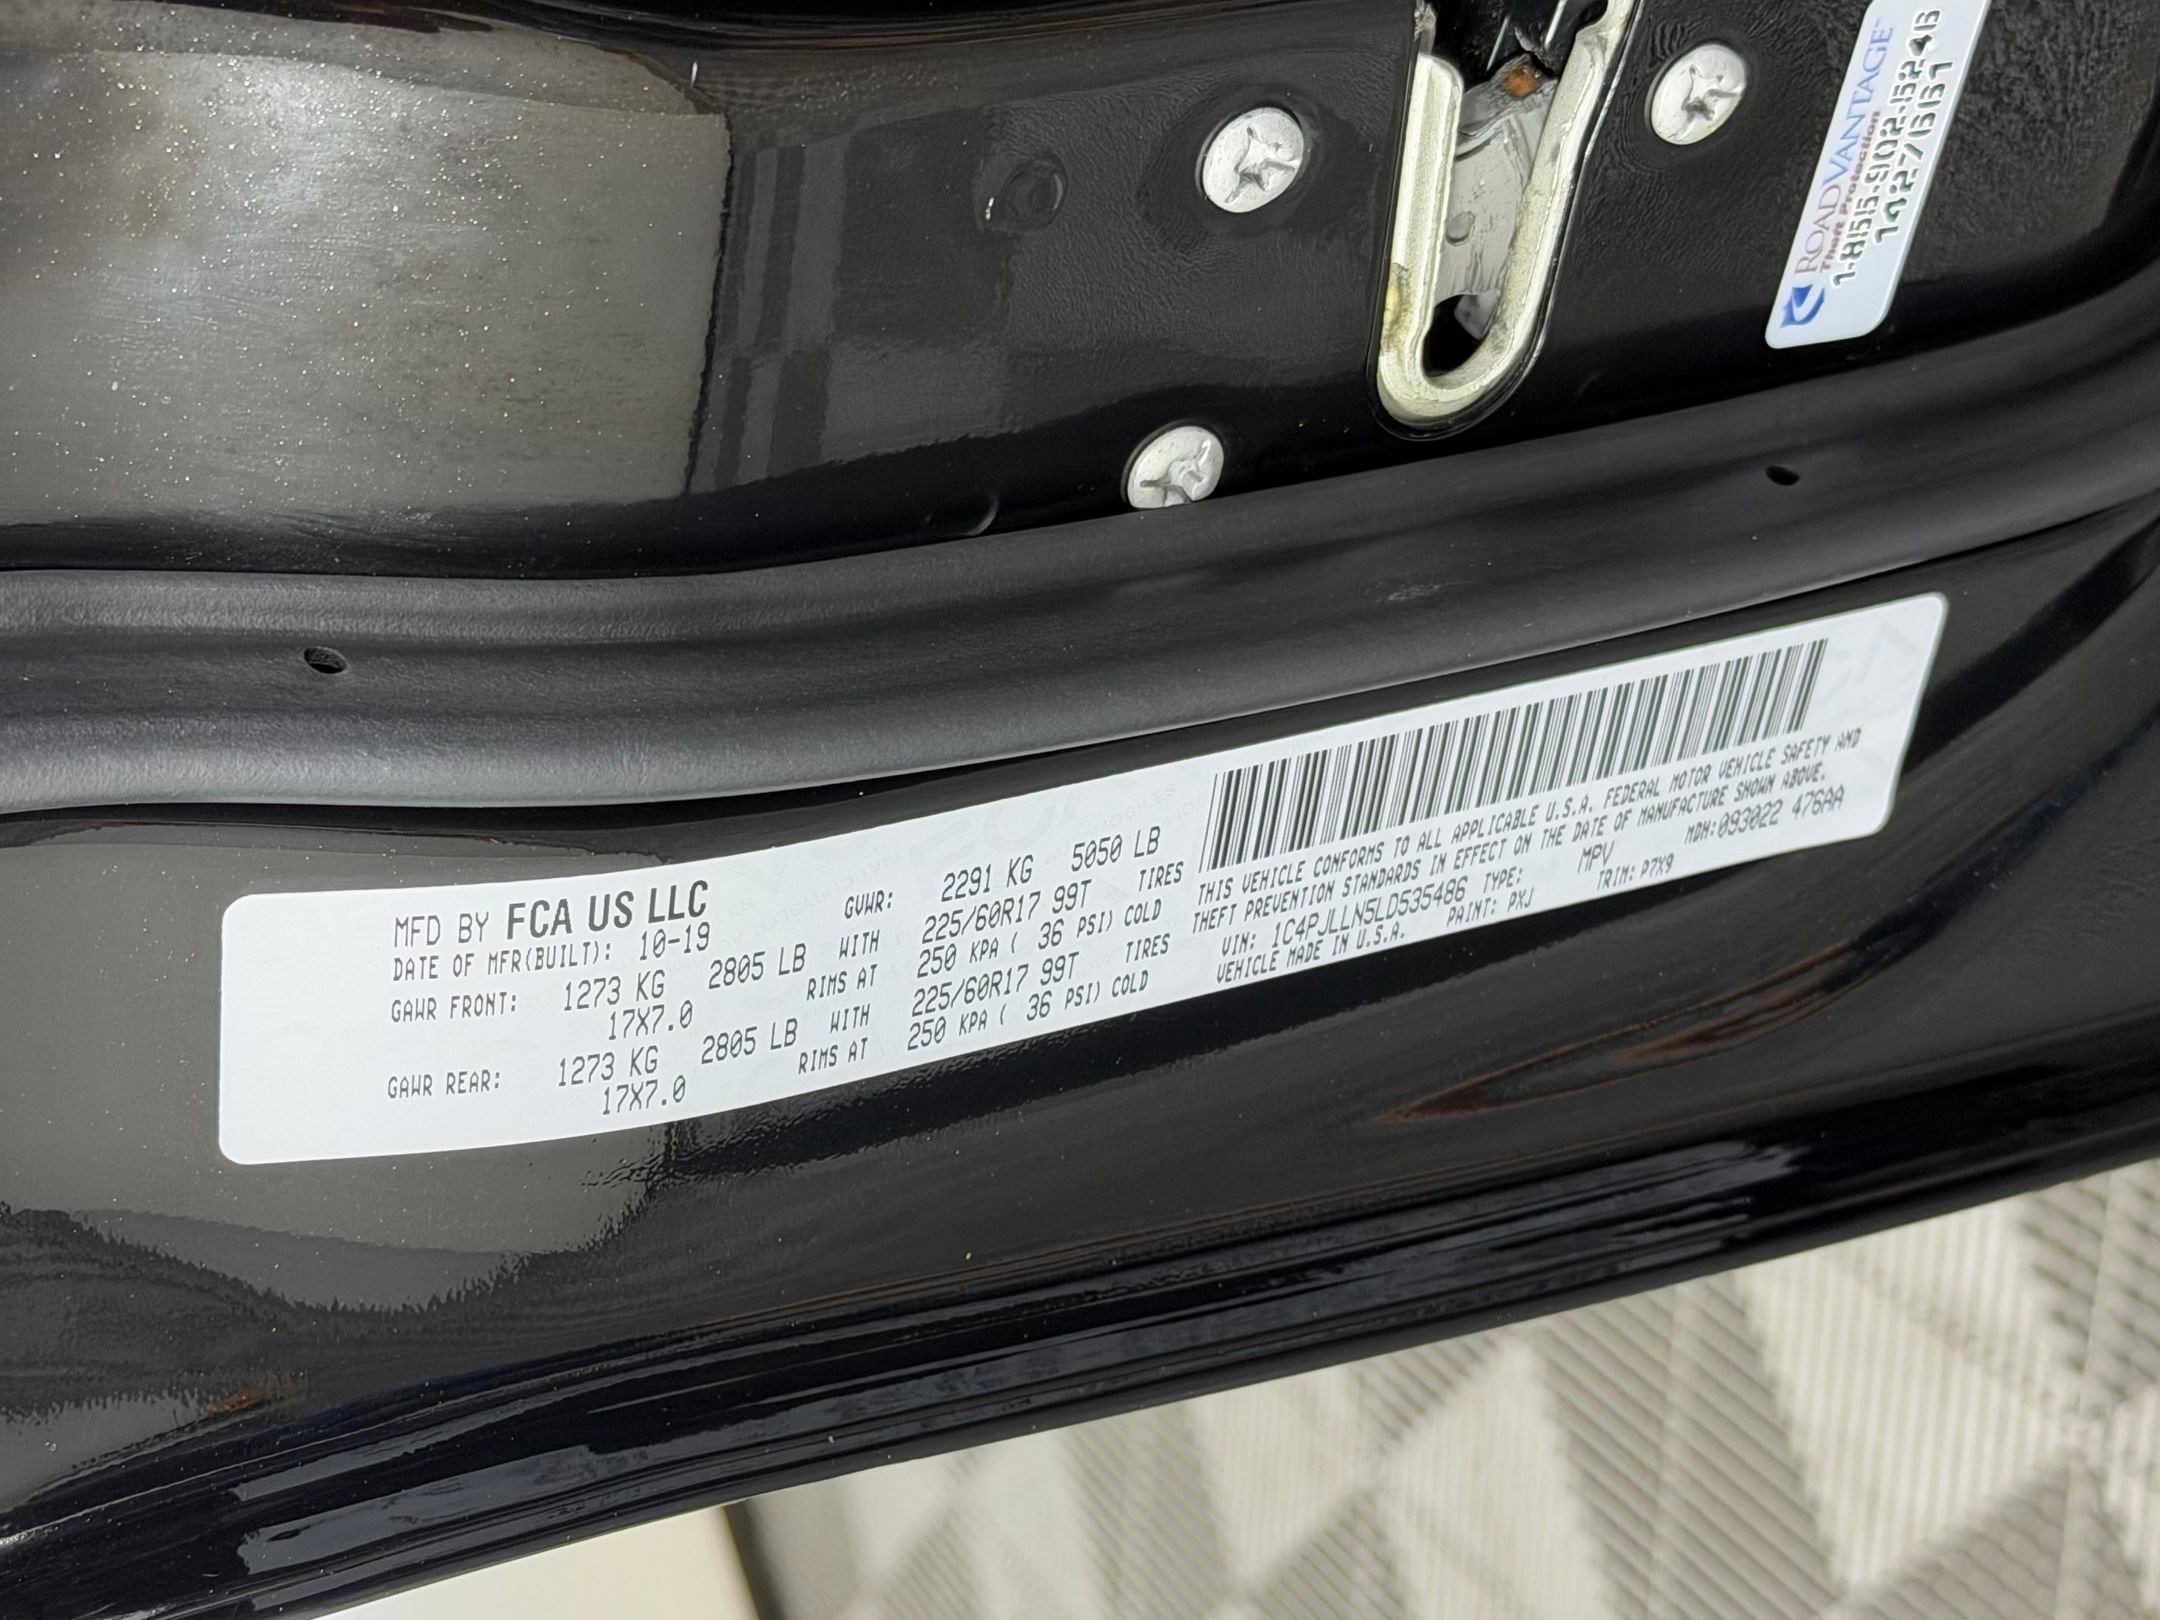 ROADVANTAGE
Theft Protection
1-855-902-5246
MFD BY FCA US LLC
DATE OF MFR(BUILT): 10-19
GVWR: 2291 KG 5050 LB
GAWR FRONT: 1273 KG 2805 LB WITH 225/60R17 99T TIRES
17X7.0 RIMS AT 250 KPA ( 36 PSI) COLD
GAWR REAR: 1273 KG 2805 LB WITH 225/60R17 99T TIRES
17X7.0 RIMS AT 250 KPA ( 36 PSI) COLD
THIS VEHICLE CONFORMS TO ALL APPLICABLE U.S.A. FEDERAL MOTOR VEHICLE SAFETY AND
THEFT PREVENTION STANDARDS IN EFFECT ON THE DATE OF MANUFACTURE SHOWN ABOVE.
VIN: 1C4PJLLN5LD535486 TYPE: MPV MDH:093022 476AA
VEHICLE MADE IN U.S.A. PAINT: PXJ TRIM: P7X9